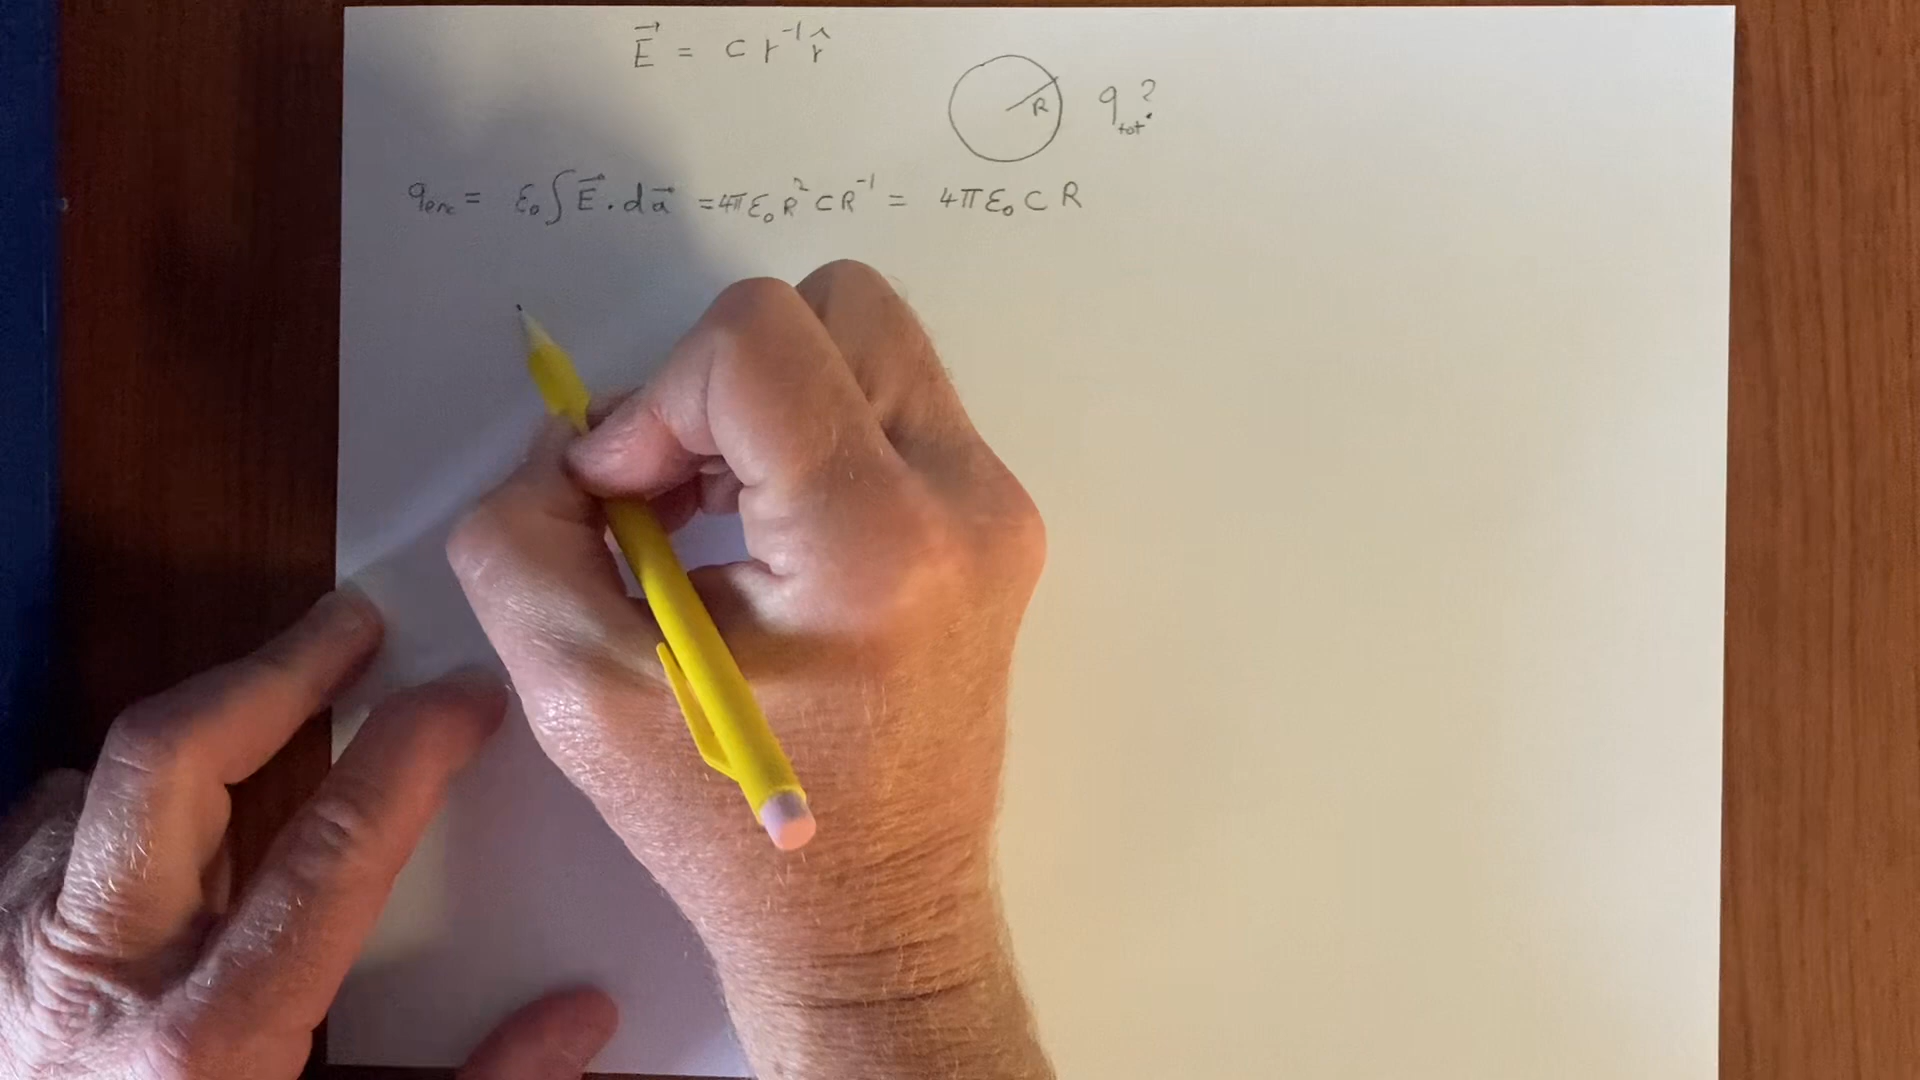 E⃗ = c r⁻¹ r̂
R q_tot?
q_enc = ε₀ ∫ E⃗ · da⃗ = 4π ε₀ R² C R⁻¹ = 4π ε₀ C R